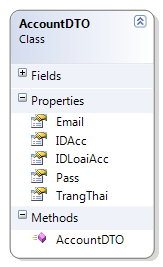 AccountDTO
Class
Fields
Properties
Email
IDAcc
IDLoaiAcc
Pass
TrangThai
Methods
AccountDTO